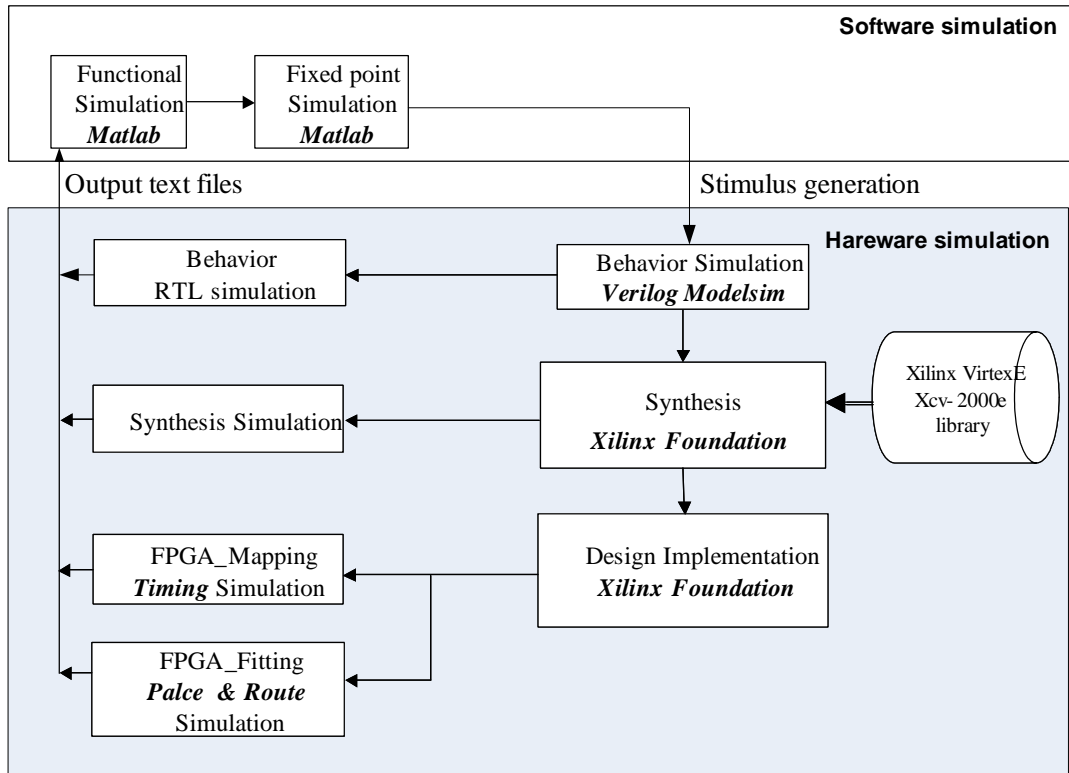 Software simulation
Functional
Simulation
Matlab
Fixed point
Simulation
Matlab
Output text files
Stimulus generation
Hareware simulation
Behavior
RTL simulation
Behavior Simulation
Verilog Modelsim
Synthesis Simulation
Synthesis
Xilinx Foundation
Xilinx VirtexE
Xcv- 2000e
library
FPGA_Mapping
Timing Simulation
Design Implementation
Xilinx Foundation
FPGA_Fitting
Palce & Route
Simulation